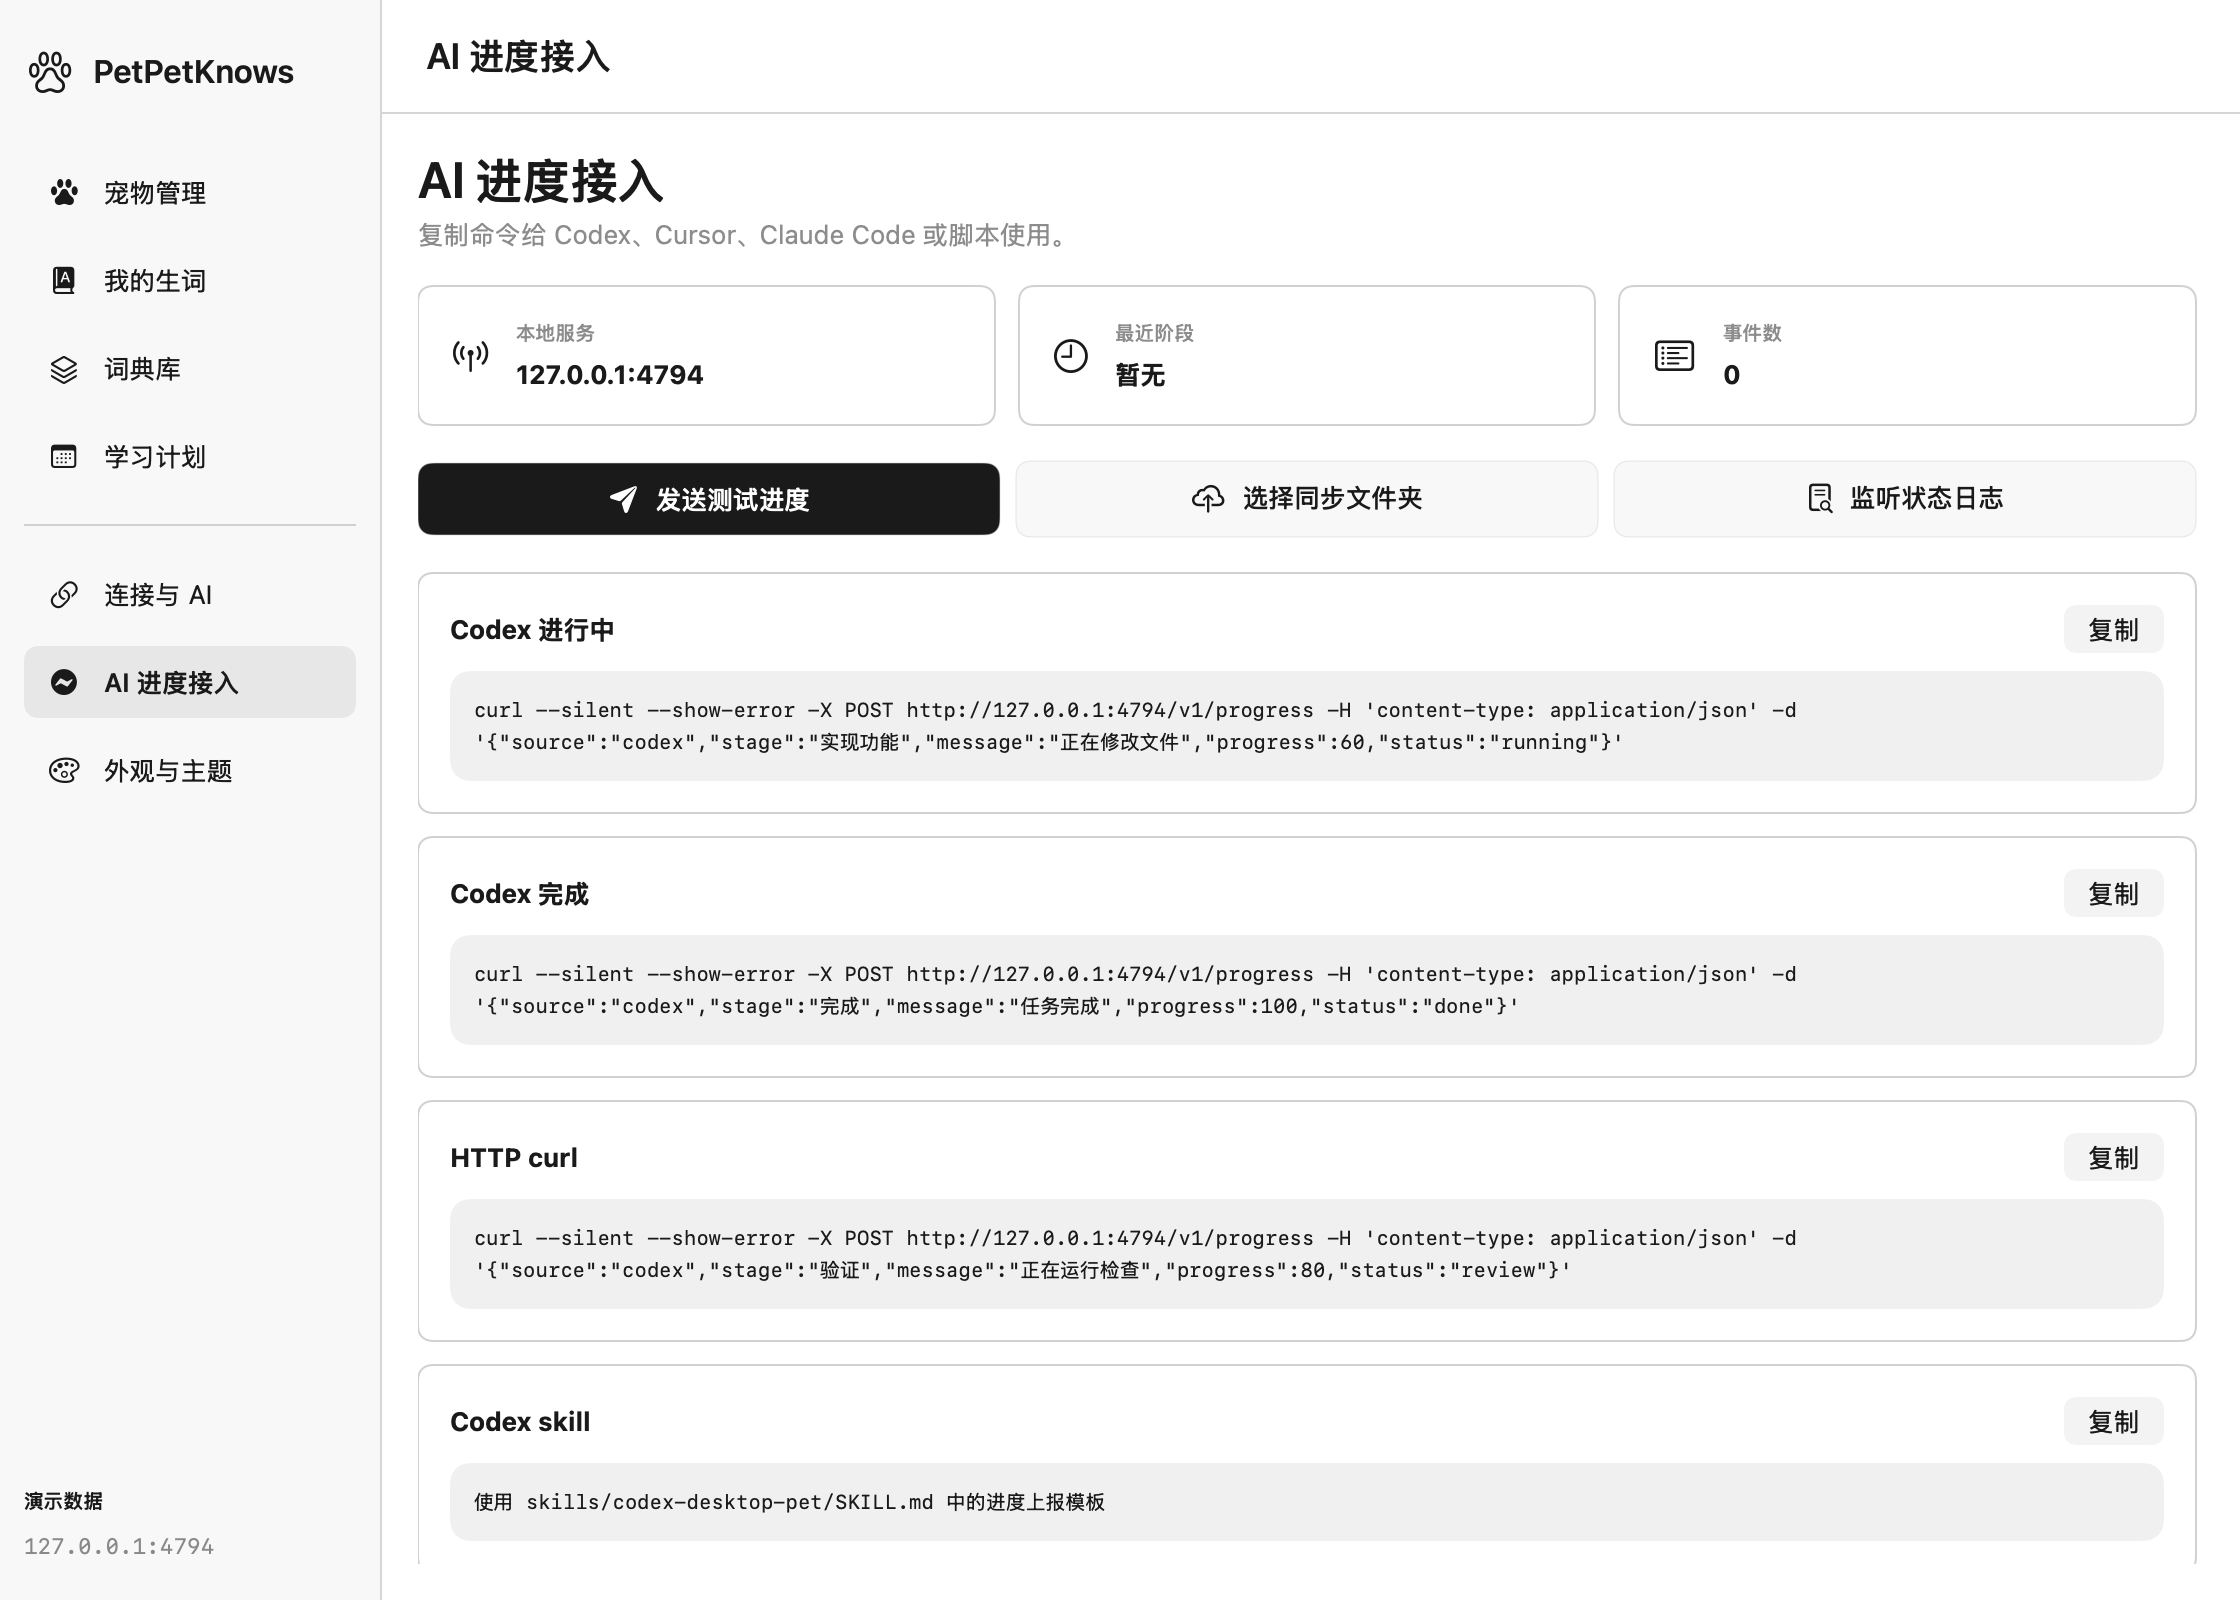 PetPetKnows
宠物管理
我的生词
词典库
学习计划
连接与 AI
AI 进度接入
外观与主题
演示数据
127.0.0.1:4794
AI 进度接入
AI 进度接入
复制命令给 Codex、Cursor、Claude Code 或脚本使用。
本地服务
127.0.0.1:4794
最近阶段
暂无
事件数
0
发送测试进度
选择同步文件夹
监听状态日志
Codex 进行中
复制
curl --silent --show-error -X POST http://127.0.0.1:4794/v1/progress -H 'content-type: application/json' -d
'{"source":"codex","stage":"实现功能","message":"正在修改文件","progress":60,"status":"running"}'
Codex 完成
复制
curl --silent --show-error -X POST http://127.0.0.1:4794/v1/progress -H 'content-type: application/json' -d
'{"source":"codex","stage":"完成","message":"任务完成","progress":100,"status":"done"}'
HTTP curl
复制
curl --silent --show-error -X POST http://127.0.0.1:4794/v1/progress -H 'content-type: application/json' -d
'{"source":"codex","stage":"验证","message":"正在运行检查","progress":80,"status":"review"}'
Codex skill
复制
使用 skills/codex-desktop-pet/SKILL.md 中的进度上报模板